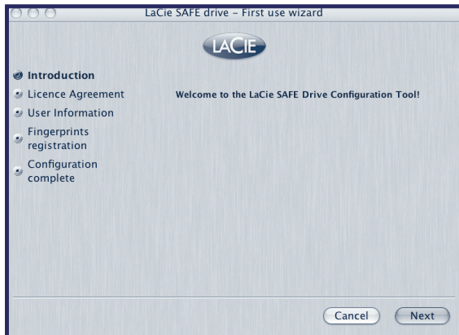 LaCie SAFE drive – First use wizard
LACIE
Introduction
Licence Agreement
Welcome to the LaCie SAFE Drive Configuration Tool!
User Information
Fingerprints
registration
Configuration
complete
Cancel
Next